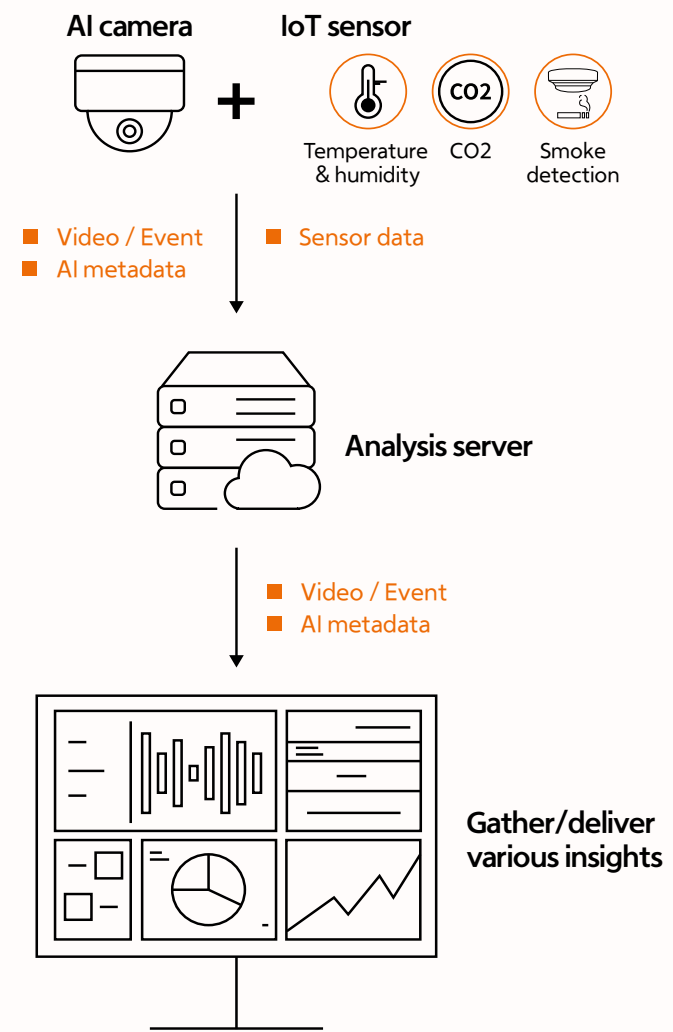 AI camera
IoT sensor
CO2
Temperature
& humidity
CO2
Smoke
detection
Video / Event
AI metadata
Sensor data
Analysis server
Video / Event
AI metadata
Gather/deliver
various insights